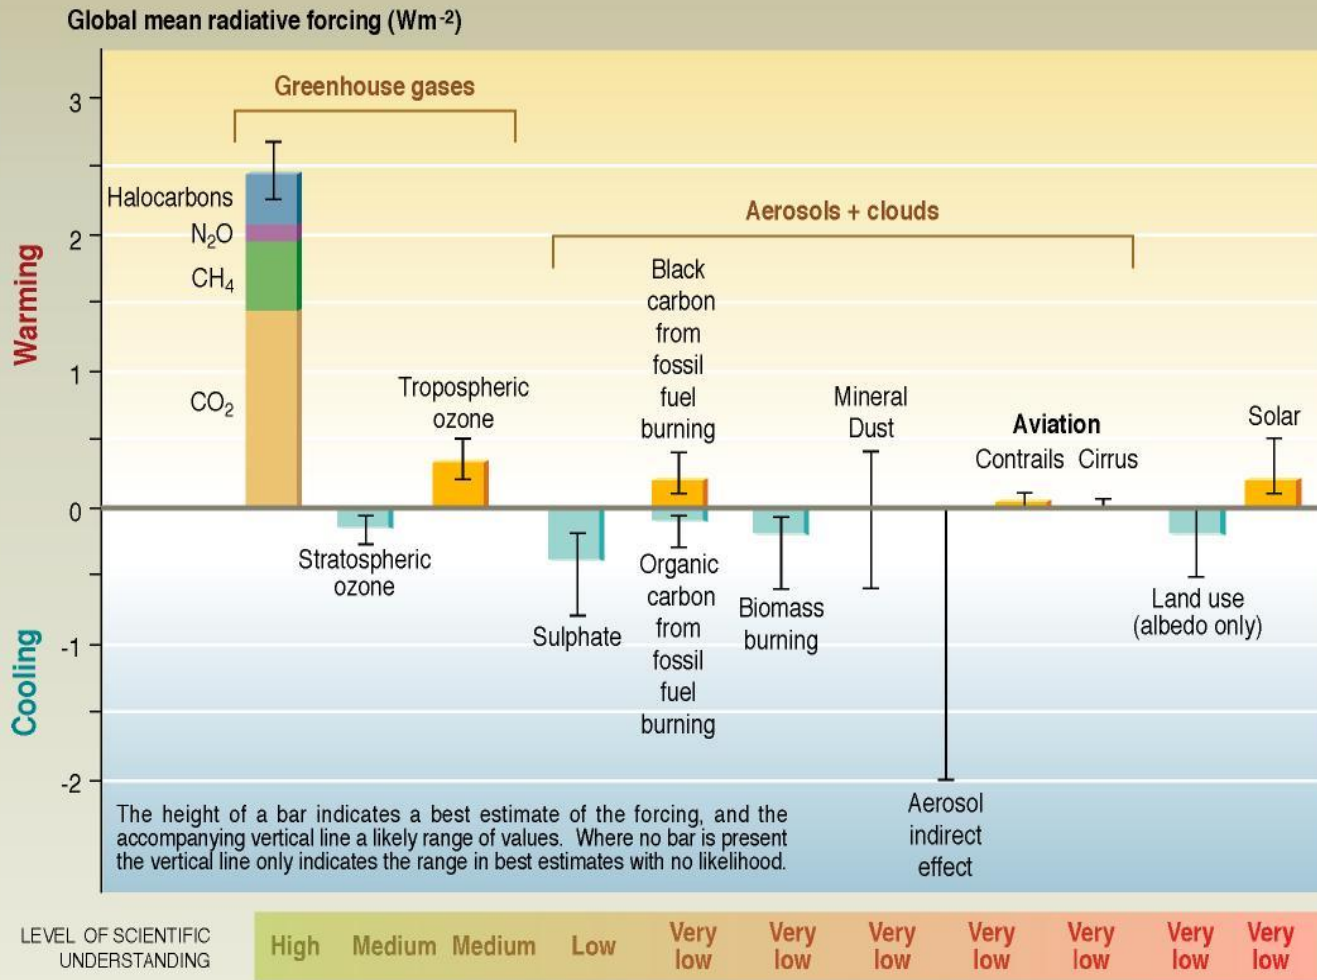 Global mean radiative forcing (Wm-2)
Greenhouse gases
3
Halocarbons
Aerosols + clouds
N2O
2
CH4
Black
carbon
from
fossil
fuel
burning
Warming
1
CO2
Tropospheric
ozone
Mineral
Dust
Aviation
Contrails Cirrus
Solar
0
Stratospheric
ozone
Sulphate
Organic
carbon
from
fossil
fuel
burning
Biomass
burning
Land use
(albedo only)
-1
Cooling
-2
Aerosol
indirect
effect
The height of a bar indicates a best estimate of the forcing, and the
accompanying vertical line a likely range of values. Where no bar is present
the vertical line only indicates the range in best estimates with no likelihood.
LEVEL OF SCIENTIFIC
UNDERSTANDING
High
Medium
Medium
Low
Very
low
Very
low
Very
low
Very
low
Very
low
Very
low
Very
low